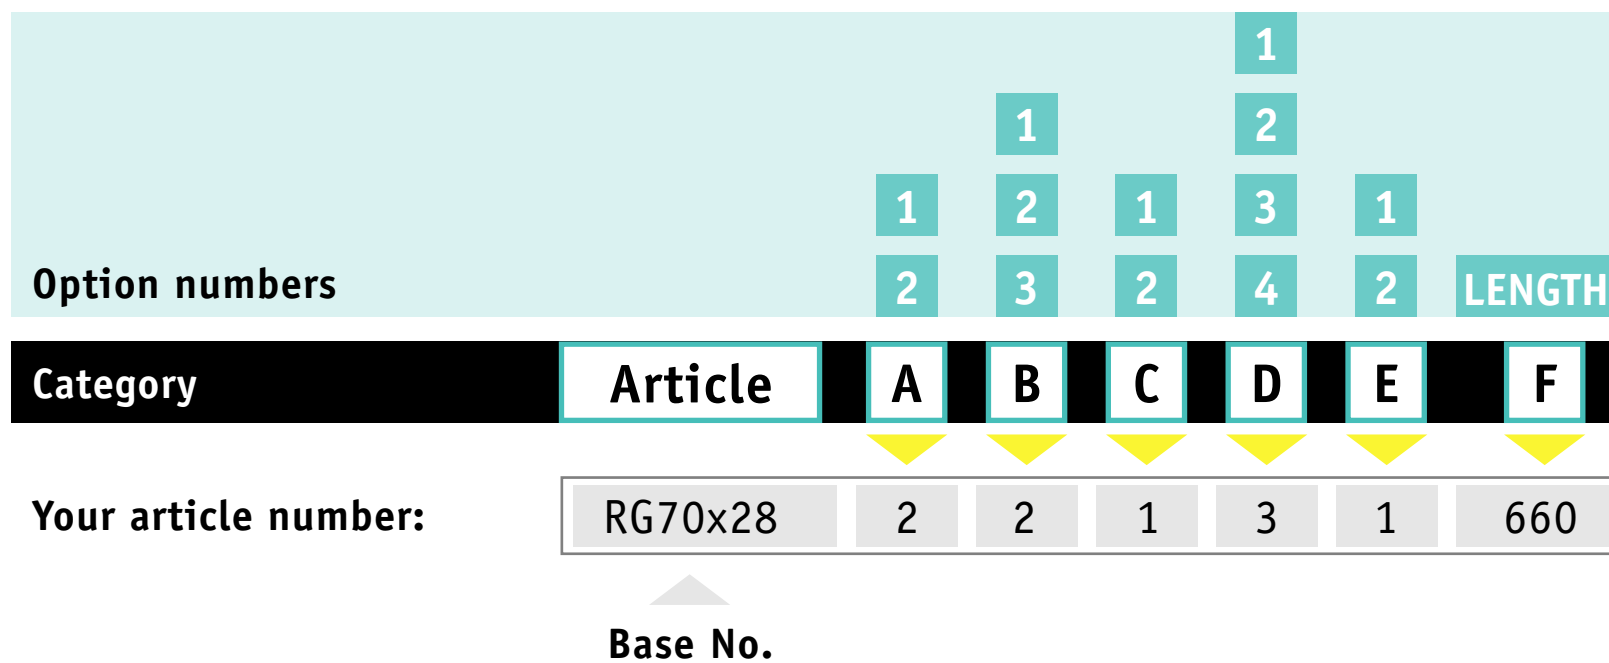 1
1 2
1 2 1 3 1
Option numbers 2 3 2 4 2 LENGTH
Category Article A B C D E F
Your article number: RG70x28 2 2 1 3 1 660
Base No.